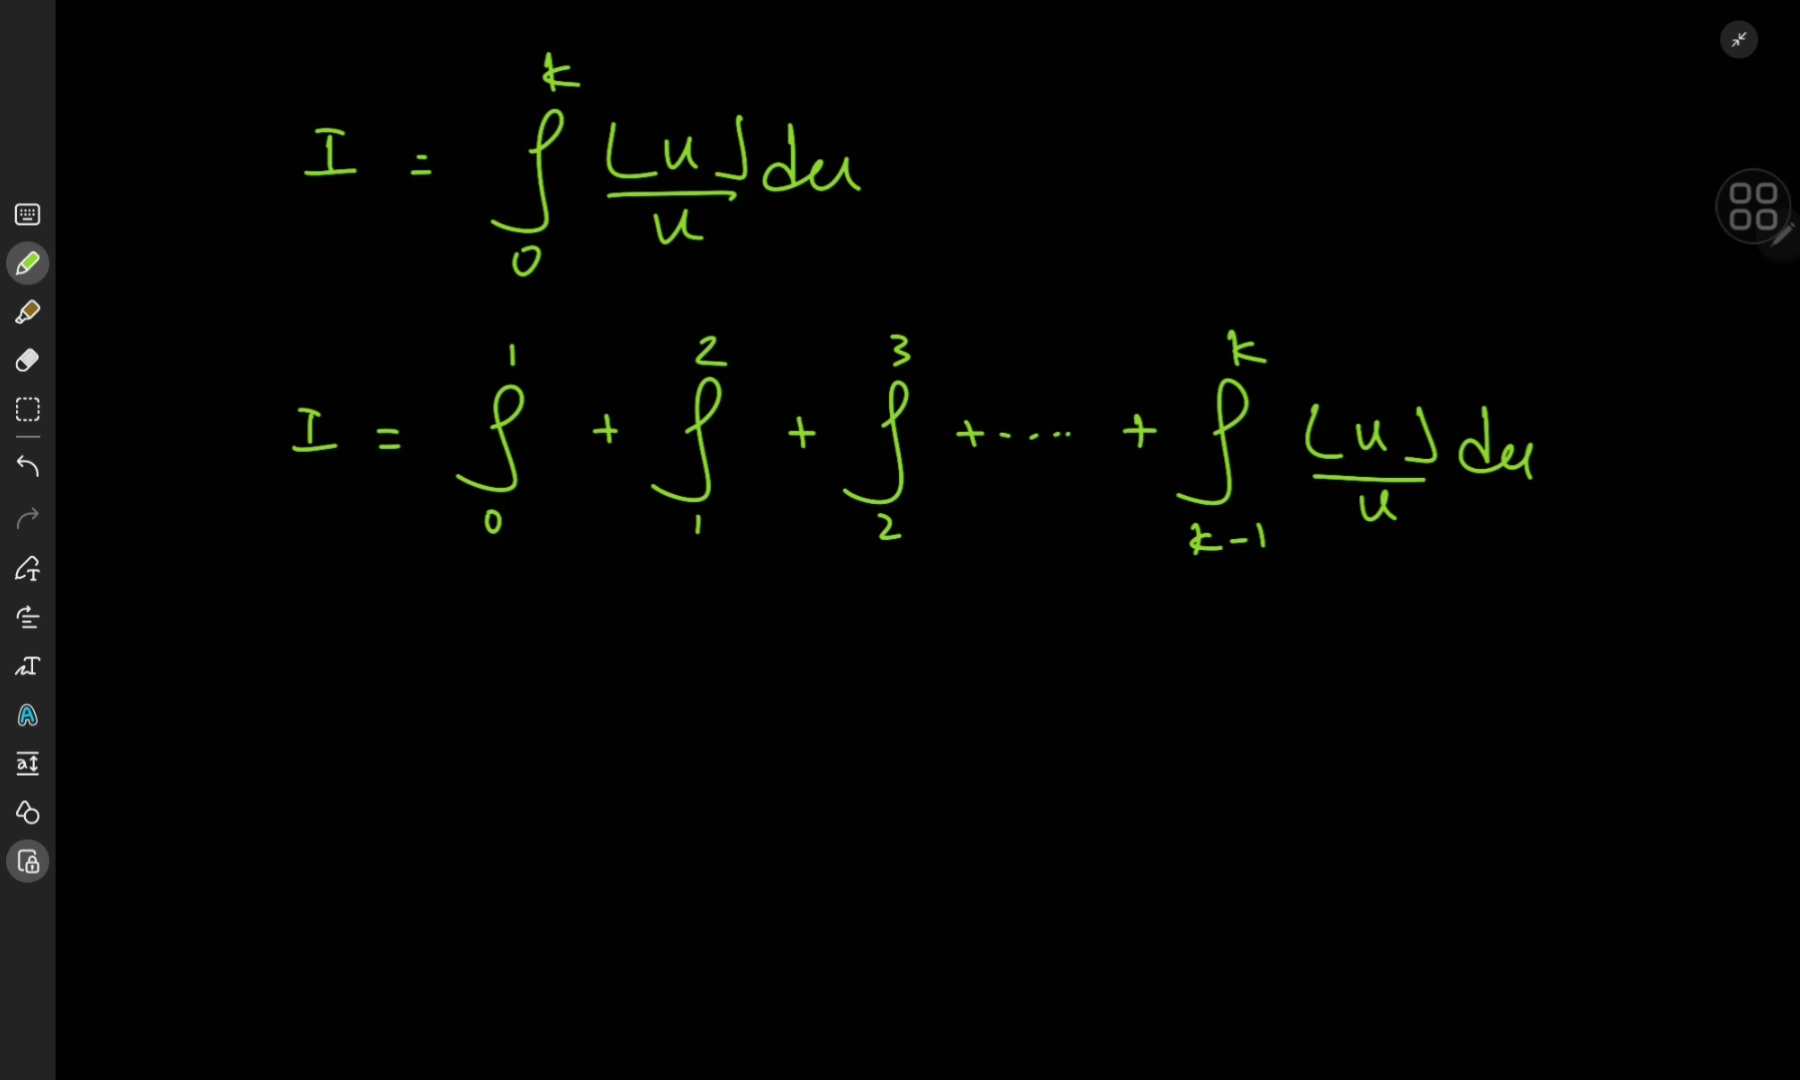 I = ∫₀ᵏ ⌊u⌋/u du
I = ∫₀¹ + ∫₁² + ∫₂³ + ---- + ∫ₖ₋₁ᵏ ⌊u⌋/u du